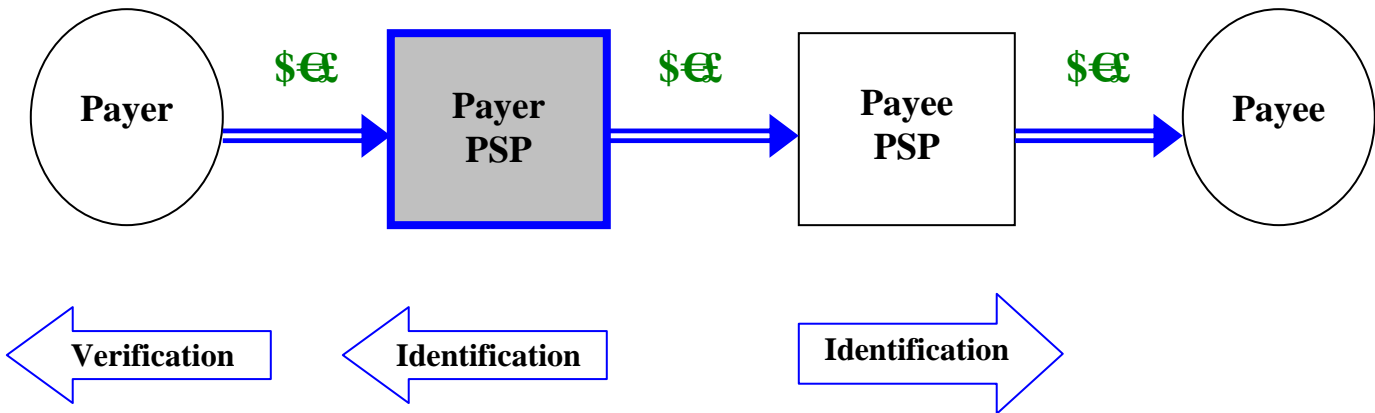 $€£
$€£
$€£
Payer
Payer
PSP
Payee
PSP
Payee
Verification
Identification
Identification